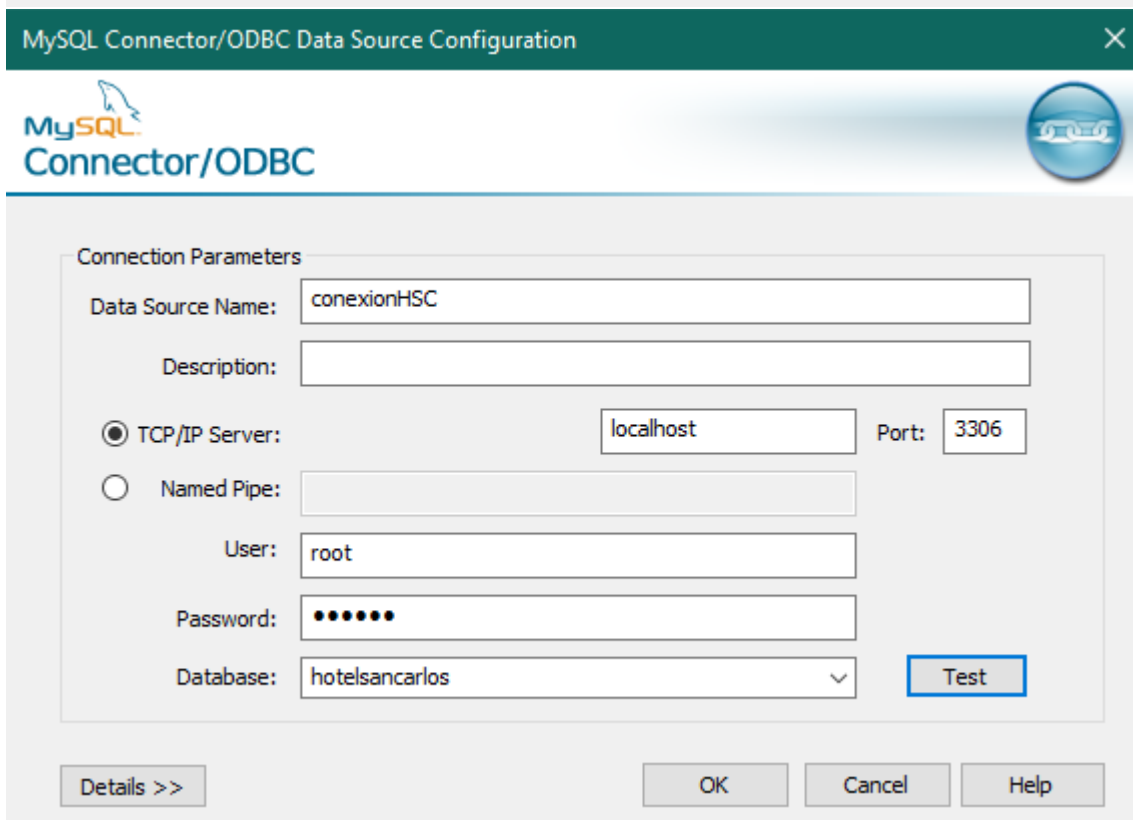 MySQL Connector/ODBC Data Source Configuration
MySQL
Connector/ODBC
Connection Parameters
Data Source Name: conexionHSC
Description:
TCP/IP Server: localhost Port: 3306
Named Pipe:
User: root
Password: ••••••
Database: hotelsancarlos Test
Details >> OK Cancel Help